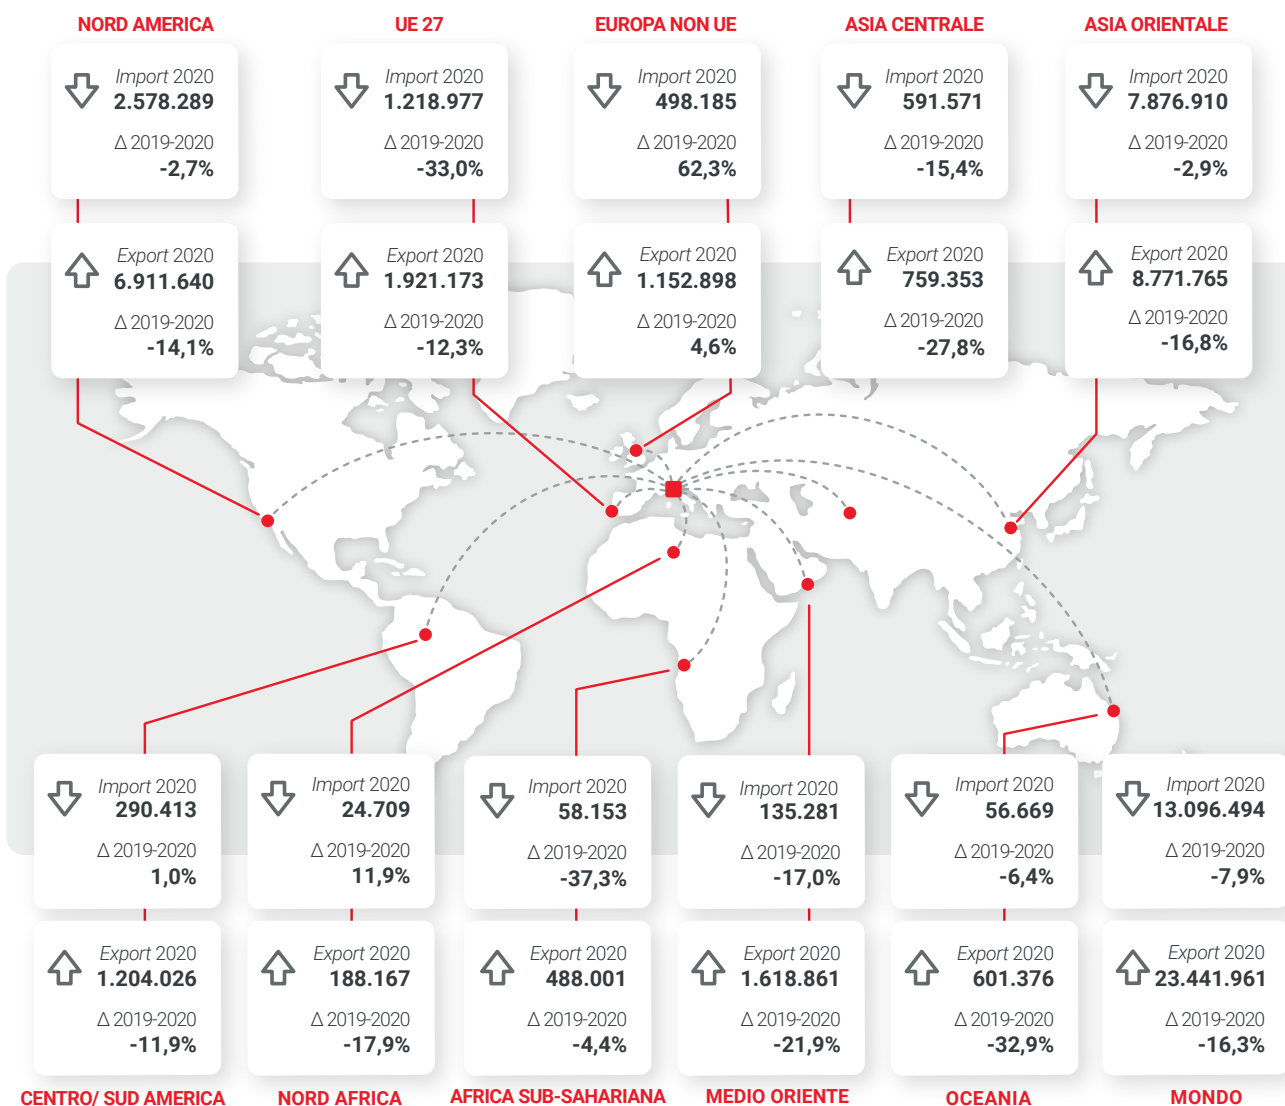 NORD AMERICA
Import 2020
2.578.289
Δ 2019-2020
-2,7%
Export 2020
6.911.640
Δ 2019-2020
-14,1%
UE 27
Import 2020
1.218.977
Δ 2019-2020
-33,0%
Export 2020
1.921.173
Δ 2019-2020
-12,3%
EUROPA NON UE
Import 2020
498.185
Δ 2019-2020
62,3%
Export 2020
1.152.898
Δ 2019-2020
4,6%
ASIA CENTRALE
Import 2020
591.571
Δ 2019-2020
-15,4%
Export 2020
759.353
Δ 2019-2020
-27,8%
ASIA ORIENTALE
Import 2020
7.876.910
Δ 2019-2020
-2,9%
Export 2020
8.771.765
Δ 2019-2020
-16,8%
Import 2020
290.413
Δ 2019-2020
1,0%
Export 2020
1.204.026
Δ 2019-2020
-11,9%
CENTRO/ SUD AMERICA
Import 2020
24.709
Δ 2019-2020
11,9%
Export 2020
188.167
Δ 2019-2020
-17,9%
NORD AFRICA
Import 2020
58.153
Δ 2019-2020
-37,3%
Export 2020
488.001
Δ 2019-2020
-4,4%
AFRICA SUB-SAHARIANA
Import 2020
135.281
Δ 2019-2020
-17,0%
Export 2020
1.618.861
Δ 2019-2020
-21,9%
MEDIO ORIENTE
Import 2020
56.669
Δ 2019-2020
-6,4%
Export 2020
601.376
Δ 2019-2020
-32,9%
OCEANIA
Import 2020
13.096.494
Δ 2019-2020
-7,9%
Export 2020
23.441.961
Δ 2019-2020
-16,3%
MONDO